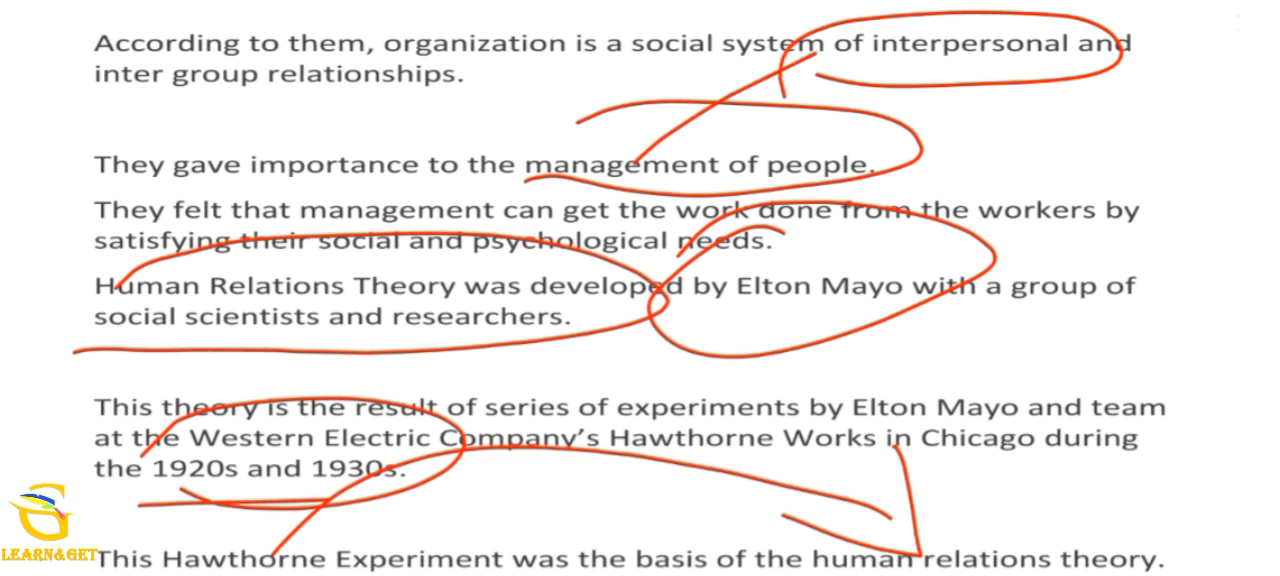 According to them, organization is a social system of interpersonal and
inter group relationships.
They gave importance to the management of people.
They felt that management can get the work done from the workers by
satisfying their social and psychological needs.
Human Relations Theory was developed by Elton Mayo with a group of
social scientists and researchers.
This theory is the result of series of experiments by Elton Mayo and team
at the Western Electric Company's Hawthorne Works in Chicago during
the 1920s and 1930s.
LEARN&GET
This Hawthorne Experiment was the basis of the human relations theory.